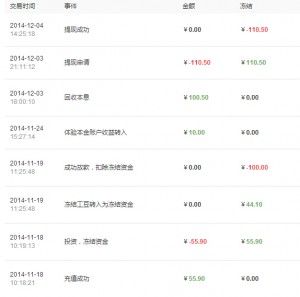 交易时间 事件 金额 冻结
2014-12-04 14:25:18 提现成功 ￥0.00 ￥-110.50
2014-12-03 21:11:12 提现申请 ￥-110.50 ￥110.50
2014-12-03 18:00:10 回收本息 ￥100.50 ￥0.00
2014-11-24 15:27:14 体验本金账户收益转入 ￥10.00 ￥0.00
2014-11-19 11:25:48 成功放款，扣除冻结资金 ￥0.00 ￥-100.00
2014-11-19 11:25:48 冻结工豆转入为冻结资金 ￥0.00 ￥44.10
2014-11-18 10:19:13 投资，冻结资金 ￥-55.90 ￥55.90
2014-11-18 10:18:21 充值成功 ￥55.90 ￥0.00